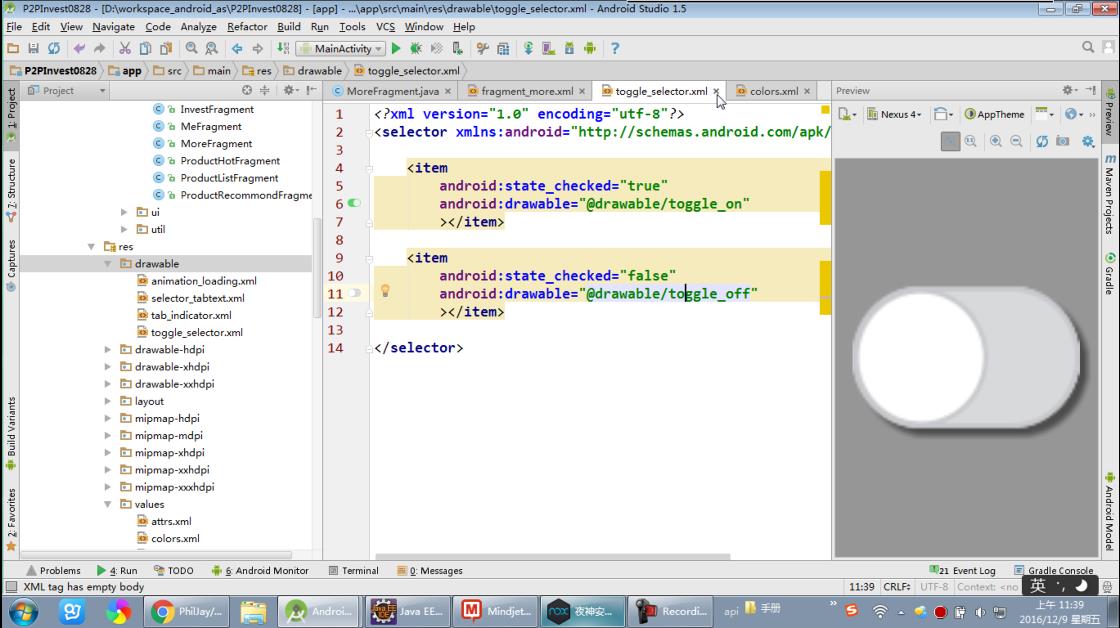 P2PInvest0828 - [D:\workspace_android_as\P2PInvest0828] - [app] - ...\app\src\main\res\drawable\toggle_selector.xml - Android Studio 1.5
File Edit View Navigate Code Analyze Refactor Build Run Tools VCS Window Help
MainActivity
P2PInvest0828 app src main res drawable toggle_selector.xml
Project MoreFragment.java fragment_more.xml toggle_selector.xml colors.xml Preview
Nexus 4 AppTheme
InvestFragment
MeFragment
MoreFragment
ProductHotFragment
ProductListFragment
ProductRecommondFragme
ui
util
res
drawable
animation_loading.xml
selector_tabtext.xml
tab_indicator.xml
toggle_selector.xml
drawable-hdpi
drawable-xhdpi
drawable-xxhdpi
layout
mipmap-hdpi
mipmap-mdpi
mipmap-xhdpi
mipmap-xxhdpi
mipmap-xxxhdpi
values
attrs.xml
colors.xml
1 <?xml version="1.0" encoding="utf-8"?>
2 <selector xmlns:android="http://schemas.android.com/apk/
3
4 <item
5 android:state_checked="true"
6 android:drawable="@drawable/toggle_on"
7 ></item>
8
9 <item
10 android:state_checked="false"
11 android:drawable="@drawable/toggle_off"
12 ></item>
13
14 </selector>
1: Project
7: Structure
Captures
Build Variants
2: Favorites
Preview
Maven Projects
Gradle
Android Model
Problems 4: Run TODO 6: Android Monitor Terminal 0: Messages 21 Event Log Gradle Console
XML tag has empty body 11:39 CRLF UTF-8 Context: <no
英
PhilJay/... Androi... Java EE... Mindjet... 夜神安... Recordi... api 手册
上午 11:39
2016/12/9 星期五